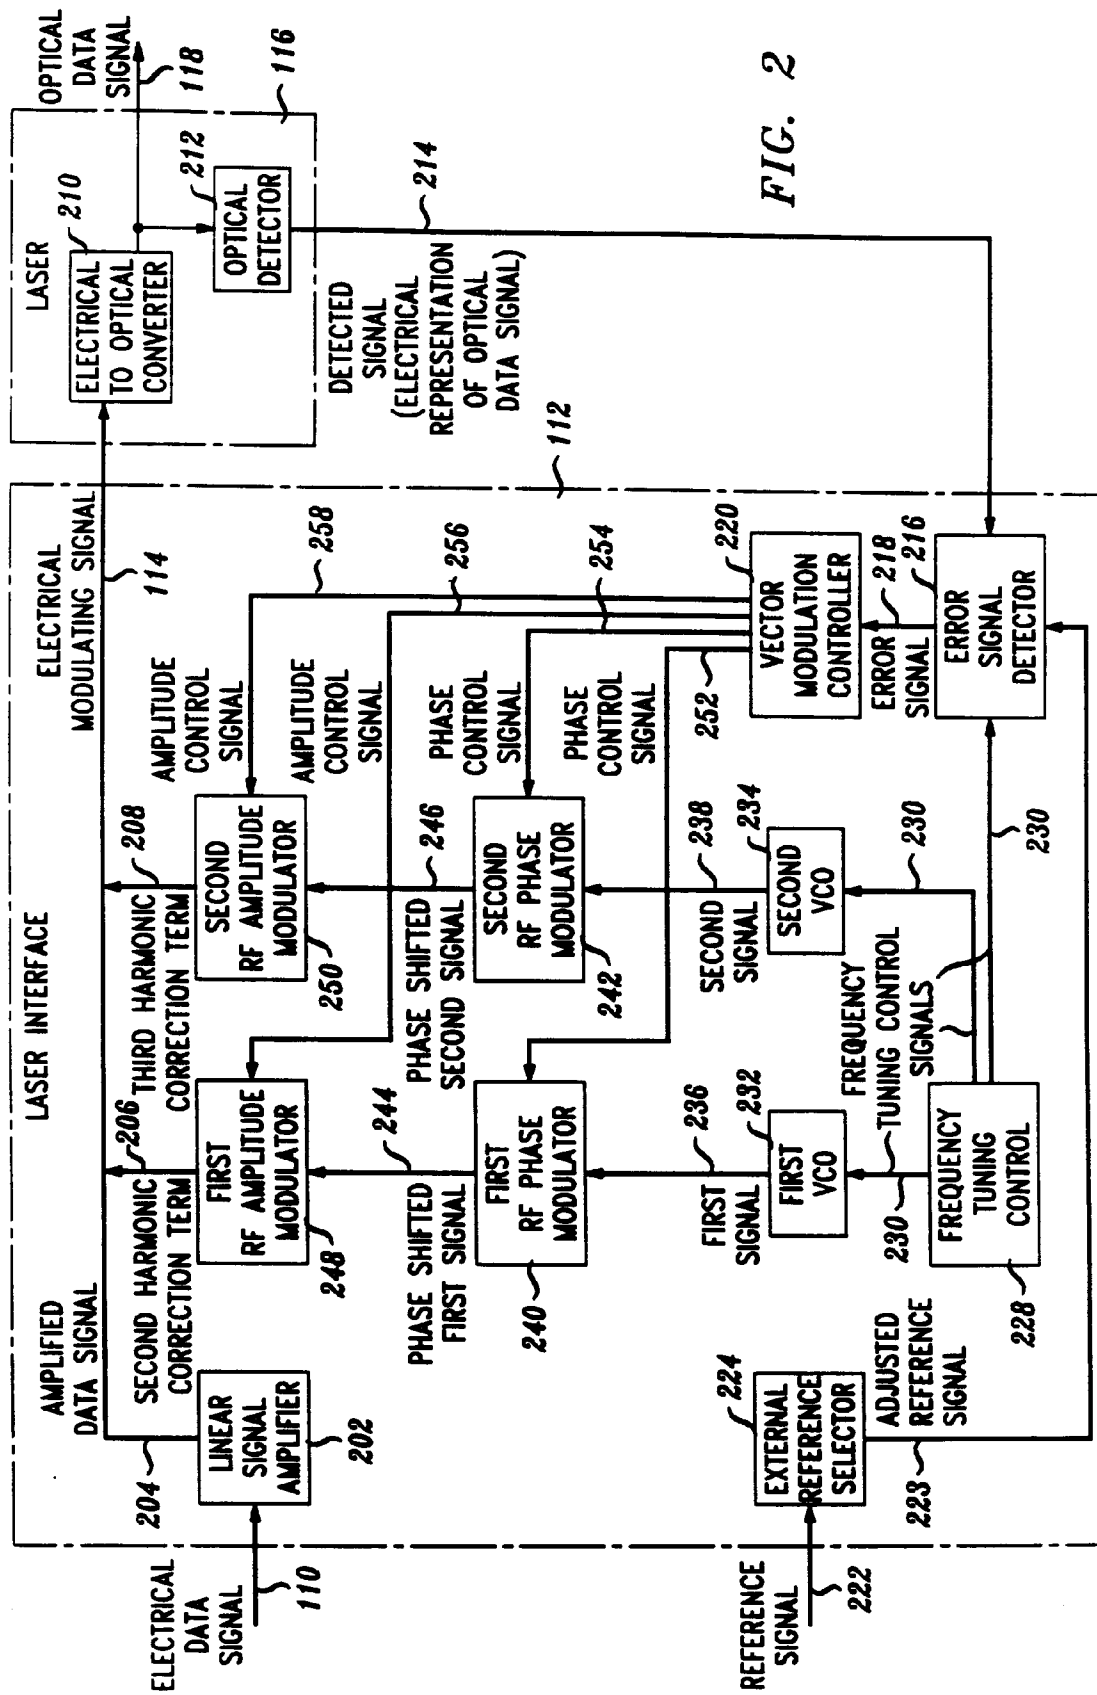 LASER INTERFACE
ELECTRICAL
DATA
SIGNAL
110
LINEAR
SIGNAL
AMPLIFIER
202
204
AMPLIFIED
DATA SIGNAL
SECOND HARMONIC
CORRECTION TERM
206
THIRD HARMONIC
CORRECTION TERM
208
ELECTRICAL
MODULATING SIGNAL
114
LASER
ELECTRICAL
TO OPTICAL
CONVERTER
210
OPTICAL
DETECTOR
212
OPTICAL
DATA
SIGNAL
118
116
DETECTED
SIGNAL
(ELECTRICAL
REPRESENTATION
OF OPTICAL
DATA SIGNAL)
214
112
FIRST
RF AMPLITUDE
MODULATOR
248
SECOND
RF AMPLITUDE
MODULATOR
250
AMPLITUDE
CONTROL
SIGNAL
258
AMPLITUDE
CONTROL
SIGNAL
256
PHASE SHIFTED
FIRST SIGNAL
244
PHASE SHIFTED
SECOND SIGNAL
246
PHASE
CONTROL
SIGNAL
254
PHASE
CONTROL
SIGNAL
252
FIRST
RF PHASE
MODULATOR
240
SECOND
RF PHASE
MODULATOR
242
FIRST
SIGNAL
236
SECOND SIGNAL
238
FIRST
VCO
232
SECOND
VCO
234
VECTOR
MODULATION
CONTROLLER
220
ERROR
SIGNAL
218
ERROR
SIGNAL
DETECTOR
216
REFERENCE
SIGNAL
222
EXTERNAL
REFERENCE
SELECTOR
224
ADJUSTED
REFERENCE
SIGNAL
223
FREQUENCY
TUNING
CONTROL
228
230
FREQUENCY
TUNING CONTROL
SIGNALS
230
230
FIG. 2